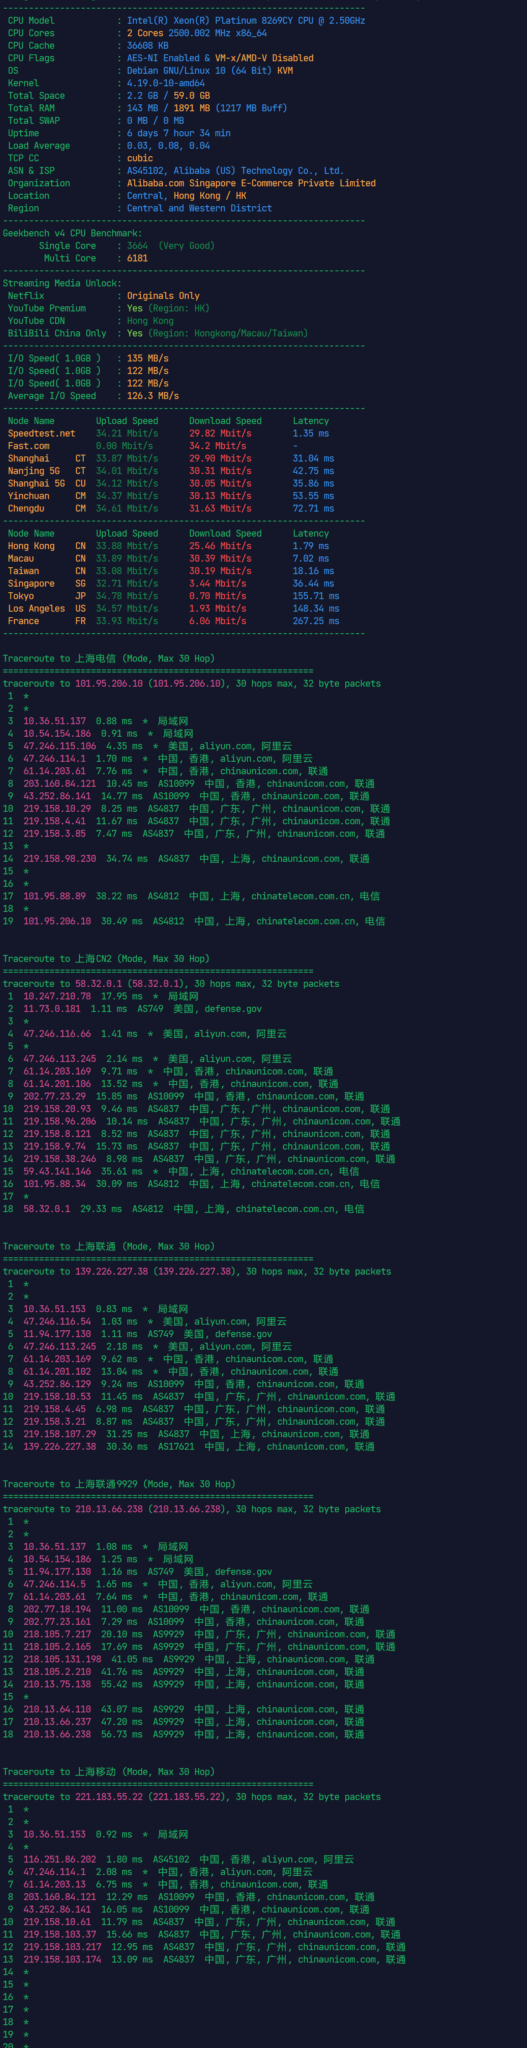 ----------------------------------------------------------------------
CPU Model : Intel(R) Xeon(R) Platinum 8269CY CPU @ 2.50GHz
CPU Cores : 2 Cores 2500.002 MHz x86_64
CPU Cache : 36608 KB
CPU Flags : AES-NI Enabled & VM-x/AMD-V Disabled
OS : Debian GNU/Linux 10 (64 Bit) KVM
Kernel : 4.19.0-10-amd64
Total Space : 2.2 GB / 59.0 GB
Total RAM : 143 MB / 1891 MB (1217 MB Buff)
Total SWAP : 0 MB / 0 MB
Uptime : 6 days 7 hour 34 min
Load Average : 0.03, 0.08, 0.04
TCP CC : cubic
ASN & ISP : AS45102, Alibaba (US) Technology Co., Ltd.
Organization : Alibaba.com Singapore E-Commerce Private Limited
Location : Central, Hong Kong / HK
Region : Central and Western District
----------------------------------------------------------------------
Geekbench v4 CPU Benchmark:
Single Core : 3664 (Very Good)
Multi Core : 6181
----------------------------------------------------------------------
Streaming Media Unlock:
Netflix : Originals Only
YouTube Premium : Yes (Region: HK)
YouTube CDN : Hong Kong
BiliBili China Only : Yes (Region: Hongkong/Macau/Taiwan)
----------------------------------------------------------------------
I/O Speed( 1.0GB ) : 135 MB/s
I/O Speed( 1.0GB ) : 122 MB/s
I/O Speed( 1.0GB ) : 122 MB/s
Average I/O Speed : 126.3 MB/s
----------------------------------------------------------------------
Node Name Upload Speed Download Speed Latency
Speedtest.net 34.21 Mbit/s 29.82 Mbit/s 1.35 ms
Fast.com 0.00 Mbit/s 34.2 Mbit/s -
Shanghai CT 33.87 Mbit/s 29.90 Mbit/s 31.04 ms
Nanjing 5G CT 34.01 Mbit/s 30.31 Mbit/s 42.75 ms
Shanghai 5G CU 34.12 Mbit/s 30.05 Mbit/s 35.86 ms
Yinchuan CM 34.37 Mbit/s 30.13 Mbit/s 53.55 ms
Chengdu CM 34.61 Mbit/s 31.63 Mbit/s 72.71 ms
----------------------------------------------------------------------
Node Name Upload Speed Download Speed Latency
Hong Kong CN 33.88 Mbit/s 25.46 Mbit/s 1.79 ms
Macau CN 33.89 Mbit/s 30.39 Mbit/s 7.02 ms
Taiwan CN 33.08 Mbit/s 30.19 Mbit/s 18.16 ms
Singapore SG 32.71 Mbit/s 3.44 Mbit/s 36.44 ms
Tokyo JP 34.78 Mbit/s 0.70 Mbit/s 155.71 ms
Los Angeles US 34.57 Mbit/s 1.93 Mbit/s 148.34 ms
France FR 33.93 Mbit/s 6.06 Mbit/s 267.25 ms
----------------------------------------------------------------------
Traceroute to 上海电信 (Mode, Max 30 Hop)
============================================================
traceroute to 101.95.206.10 (101.95.206.10), 30 hops max, 32 byte packets
1 *
2 *
3 10.36.51.137 0.88 ms * 局域网
4 10.54.154.186 0.91 ms * 局域网
5 47.246.115.106 4.35 ms * 美国, aliyun.com, 阿里云
6 47.246.114.1 1.70 ms * 中国, 香港, aliyun.com, 阿里云
7 61.14.203.61 7.76 ms * 中国, 香港, chinaunicom.com, 联通
8 203.160.84.121 10.45 ms AS10099 中国, 香港, chinaunicom.com, 联通
9 43.252.86.141 14.77 ms AS10099 中国, 香港, chinaunicom.com, 联通
10 219.158.10.29 8.25 ms AS4837 中国, 广东, 广州, chinaunicom.com, 联通
11 219.158.4.41 11.67 ms AS4837 中国, 广东, 广州, chinaunicom.com, 联通
12 219.158.3.85 7.47 ms AS4837 中国, 广东, 广州, chinaunicom.com, 联通
13 *
14 219.158.98.230 34.74 ms AS4837 中国, 上海, chinaunicom.com, 联通
15 *
16 *
17 101.95.88.89 38.22 ms AS4812 中国, 上海, chinatelecom.com.cn, 电信
18 *
19 101.95.206.10 30.49 ms AS4812 中国, 上海, chinatelecom.com.cn, 电信
Traceroute to 上海CN2 (Mode, Max 30 Hop)
============================================================
traceroute to 58.32.0.1 (58.32.0.1), 30 hops max, 32 byte packets
1 10.247.210.78 17.95 ms * 局域网
2 11.73.0.181 1.11 ms AS749 美国, defense.gov
3 *
4 47.246.116.66 1.41 ms * 美国, aliyun.com, 阿里云
5 *
6 47.246.113.245 2.14 ms * 美国, aliyun.com, 阿里云
7 61.14.203.169 9.71 ms * 中国, 香港, chinaunicom.com, 联通
8 61.14.201.106 13.52 ms * 中国, 香港, chinaunicom.com, 联通
9 202.77.23.29 15.85 ms AS10099 中国, 香港, chinaunicom.com, 联通
10 219.158.20.93 9.46 ms AS4837 中国, 广东, 广州, chinaunicom.com, 联通
11 219.158.96.206 10.14 ms AS4837 中国, 广东, 广州, chinaunicom.com, 联通
12 219.158.8.121 8.52 ms AS4837 中国, 广东, 广州, chinaunicom.com, 联通
13 219.158.9.74 15.73 ms AS4837 中国, 广东, 广州, chinaunicom.com, 联通
14 219.158.38.246 8.98 ms AS4837 中国, 广东, 广州, chinaunicom.com, 联通
15 59.43.141.146 35.61 ms * 中国, 上海, chinatelecom.com.cn, 电信
16 101.95.88.34 30.09 ms AS4812 中国, 上海, chinatelecom.com.cn, 电信
17 *
18 58.32.0.1 29.33 ms AS4812 中国, 上海, chinatelecom.com.cn, 电信
Traceroute to 上海联通 (Mode, Max 30 Hop)
============================================================
traceroute to 139.226.227.38 (139.226.227.38), 30 hops max, 32 byte packets
1 *
2 *
3 10.36.51.153 0.83 ms * 局域网
4 47.246.116.54 1.03 ms * 美国, aliyun.com, 阿里云
5 11.94.177.130 1.11 ms AS749 美国, defense.gov
6 47.246.113.245 2.18 ms * 美国, aliyun.com, 阿里云
7 61.14.203.169 9.62 ms * 中国, 香港, chinaunicom.com, 联通
8 61.14.201.102 13.04 ms * 中国, 香港, chinaunicom.com, 联通
9 43.252.86.129 9.24 ms AS10099 中国, 香港, chinaunicom.com, 联通
10 219.158.10.53 11.45 ms AS4837 中国, 广东, 广州, chinaunicom.com, 联通
11 219.158.4.45 6.98 ms AS4837 中国, 广东, 广州, chinaunicom.com, 联通
12 219.158.3.21 8.87 ms AS4837 中国, 广东, 广州, chinaunicom.com, 联通
13 219.158.107.29 31.25 ms AS4837 中国, 上海, chinaunicom.com, 联通
14 139.226.227.38 30.36 ms AS17621 中国, 上海, chinaunicom.com, 联通
Traceroute to 上海联通9929 (Mode, Max 30 Hop)
============================================================
traceroute to 210.13.66.238 (210.13.66.238), 30 hops max, 32 byte packets
1 *
2 *
3 10.36.51.137 1.08 ms * 局域网
4 10.54.154.186 1.25 ms * 局域网
5 11.94.177.130 1.16 ms AS749 美国, defense.gov
6 47.246.114.5 1.65 ms * 中国, 香港, aliyun.com, 阿里云
7 61.14.203.61 7.64 ms * 中国, 香港, chinaunicom.com, 联通
8 202.77.18.194 11.00 ms AS10099 中国, 香港, chinaunicom.com, 联通
9 202.77.23.161 7.29 ms AS10099 中国, 香港, chinaunicom.com, 联通
10 218.105.7.217 20.10 ms AS9929 中国, 广东, 广州, chinaunicom.com, 联通
11 218.105.2.165 17.69 ms AS9929 中国, 广东, 广州, chinaunicom.com, 联通
12 218.105.131.198 41.05 ms AS9929 中国, 上海, chinaunicom.com, 联通
13 218.105.2.210 41.76 ms AS9929 中国, 上海, chinaunicom.com, 联通
14 210.13.75.138 55.42 ms AS9929 中国, 上海, chinaunicom.com, 联通
15 *
16 210.13.64.110 43.07 ms AS9929 中国, 上海, chinaunicom.com, 联通
17 210.13.66.237 47.20 ms AS9929 中国, 上海, chinaunicom.com, 联通
18 210.13.66.238 56.73 ms AS9929 中国, 上海, chinaunicom.com, 联通
Traceroute to 上海移动 (Mode, Max 30 Hop)
============================================================
traceroute to 221.183.55.22 (221.183.55.22), 30 hops max, 32 byte packets
1 *
2 *
3 10.36.51.153 0.92 ms * 局域网
4 *
5 116.251.86.202 1.80 ms AS45102 中国, 香港, aliyun.com, 阿里云
6 47.246.114.1 2.08 ms * 中国, 香港, aliyun.com, 阿里云
7 61.14.203.13 6.75 ms * 中国, 香港, chinaunicom.com, 联通
8 203.160.84.121 12.29 ms AS10099 中国, 香港, chinaunicom.com, 联通
9 43.252.86.141 16.05 ms AS10099 中国, 香港, chinaunicom.com, 联通
10 219.158.10.61 11.79 ms AS4837 中国, 广东, 广州, chinaunicom.com, 联通
11 219.158.103.37 15.66 ms AS4837 中国, 广东, 广州, chinaunicom.com, 联通
12 219.158.103.217 12.95 ms AS4837 中国, 广东, 广州, chinaunicom.com, 联通
13 219.158.103.174 13.09 ms AS4837 中国, 广东, 广州, chinaunicom.com, 联通
14 *
15 *
16 *
17 *
18 *
19 *
20 *